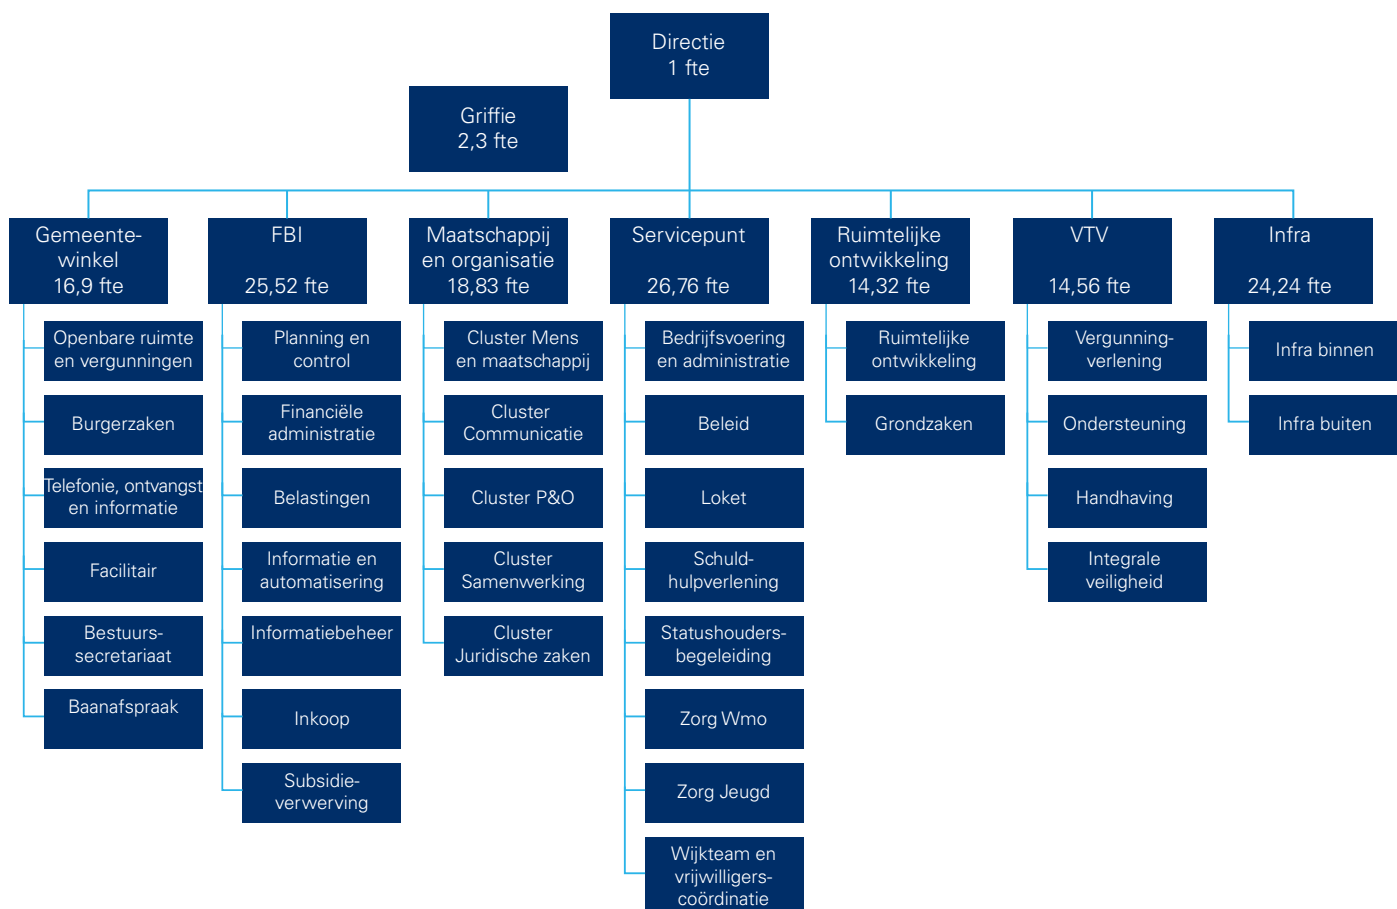 Directie
1 fte
Griffie
2,3 fte
Gemeente-
winkel
16,9 fte
FBI
25,52 fte
Maatschappij
en organisatie
18,83 fte
Servicepunt
26,76 fte
Ruimtelijke
ontwikkeling
14,32 fte
VTV
14,56 fte
Infra
24,24 fte
Openbare ruimte
en vergunningen
Burgerzaken
Telefonie, ontvangst
en informatie
Facilitair
Bestuurs-
secretariaat
Baanafspraak
Planning en
control
Financiële
administratie
Belastingen
Informatie en
automatisering
Informatiebeheer
Inkoop
Subsidie-
verwerving
Cluster Mens
en maatschappij
Cluster
Communicatie
Cluster P&O
Cluster
Samenwerking
Cluster
Juridische zaken
Bedrijfsvoering
en administratie
Beleid
Loket
Schuld-
hulpverlening
Statushouders-
begeleiding
Zorg Wmo
Zorg Jeugd
Wijkteam en
vrijwilligers-
coördinatie
Ruimtelijke
ontwikkeling
Grondzaken
Vergunning-
verlening
Ondersteuning
Handhaving
Integrale
veiligheid
Infra binnen
Infra buiten